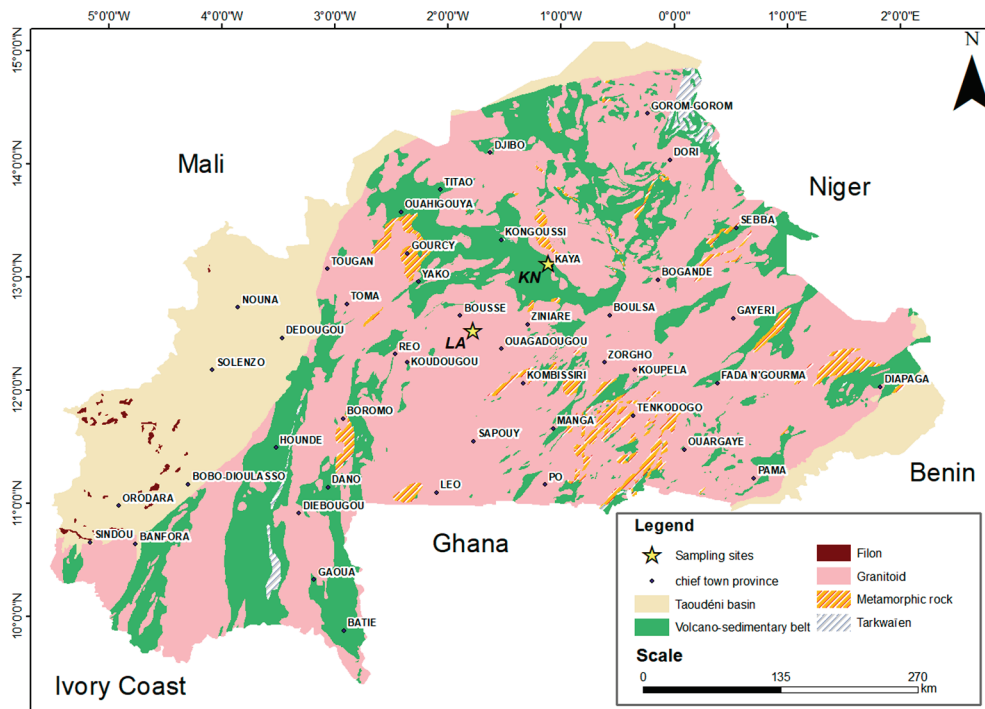 5°0'0"W 4°0'0"W 3°0'0"W 2°0'0"W 1°0'0"W 0°0'0" 1°0'0"E 2°0'0"E
15°0'0"N
14°0'0"N
13°0'0"N
12°0'0"N
11°0'0"N
10°0'0"N
N
GOROM-GOROM
DJIBO
DORI
Mali
TITAO
Niger
OUAHIGOUYA
SEBBA
KONGOUSSI
GOURCY
KAYA
TOUGAN
KN
YAKO
BOGANDE
NOUNA
TOMA
BOUSSE
ZINIARE
BOULSA
GAYERI
DEDOUGOU
LA
OUAGADOUGOU
REO
KOUDOUGOU
ZORGHO
SOLENZO
KOUPELA
KOMBISSIRI
FADA N'GOURMA
DIAPAGA
BOROMO
TENKODOGO
MANGA
HOUNDE
SAPOUY
OUARGAYE
BOBO-DIOULASSO
DANO
LEO
PO
PAMA
Benin
ORODARA
DIEBOUGOU
SINDOU
BANFORA
Ghana
GAOUA
BATIE
Ivory Coast
Legend
Sampling sites
chief town province
Taoudéni basin
Volcano-sedimentary belt
Filon
Granitoid
Metamorphic rock
Tarkwaïen
Scale
0 135 270
km